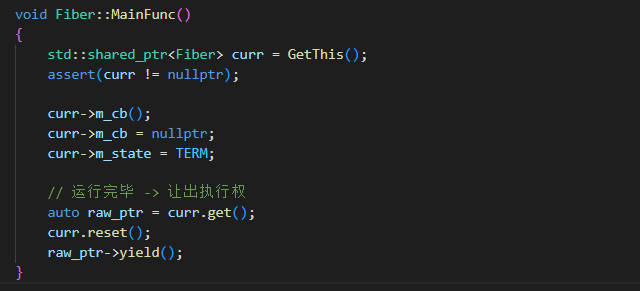 void Fiber::MainFunc()
{
    std::shared_ptr<Fiber> curr = GetThis();
    assert(curr != nullptr);

    curr->m_cb();
    curr->m_cb = nullptr;
    curr->m_state = TERM;

    // 运行完毕 -> 让出执行权
    auto raw_ptr = curr.get();
    curr.reset();
    raw_ptr->yield();
}